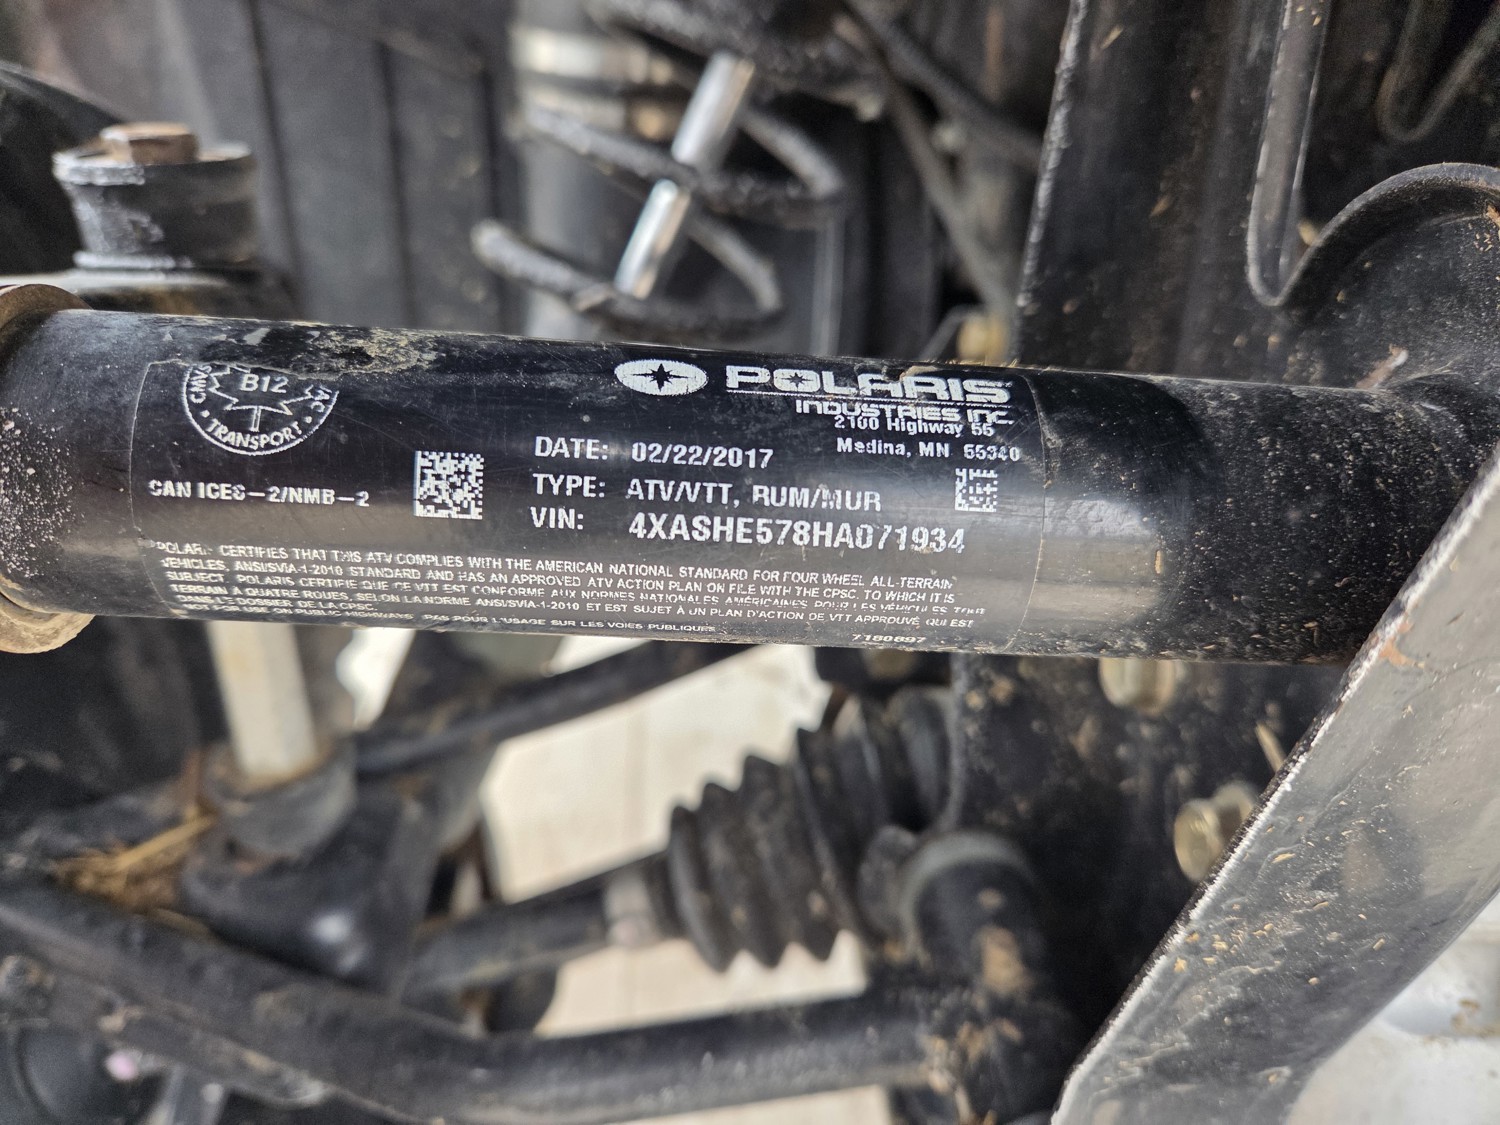 B12
TRANSPORT
CAN ICES-2/NMB-2
POLARIS
INDUSTRIES INC.
2100 Highway 55
Medina, MN 55340
DATE: 02/22/2017
TYPE: ATV/VTT, RUM/MUR
VIN: 4XASHE578HA071934
POLARIS CERTIFIES THAT THIS ATV COMPLIES WITH THE AMERICAN NATIONAL STANDARD FOR FOUR WHEEL ALL-TERRAIN
VEHICLES, ANSI/SVIA-1-2010 STANDARD AND HAS AN APPROVED ATV ACTION PLAN ON FILE WITH THE CPSC. TO WHICH IT IS
SUBJECT. POLARIS CERTIFIE QUE CE VTT EST CONFORME AUX NORMES NATIONALES AMÉRICAINES POUR LES VÉHICULES TOUT
TERRAIN A QUATRE ROUES, SELON LA NORME ANSI/SVIA-1-2010 ET EST SUJET À UN PLAN D'ACTION DE VTT APPROUVÉ, QUI EST
DANS LE DOSSIER DE LA CPSC.
NOT FOR USE ON PUBLIC HIGHWAYS PAS POUR L'USAGE SUR LES VOIES PUBLIQUES
7180897